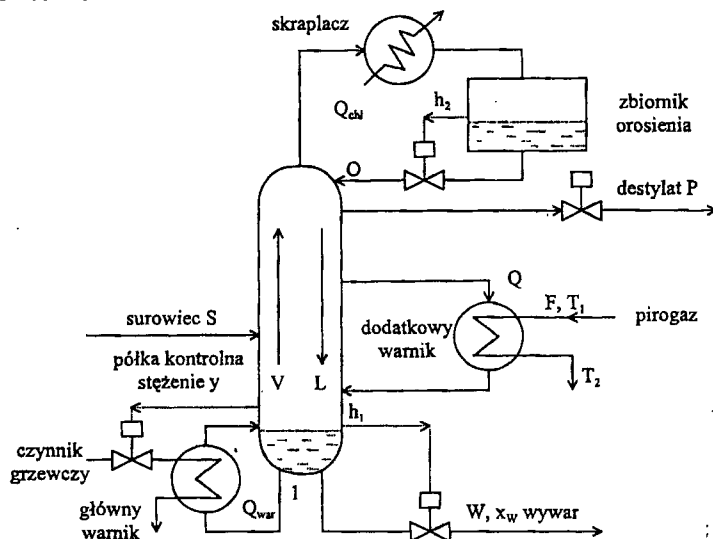 skraplacz
Q_chł
h₂
zbiornik
orosienia
O
destylat P
Q
F, T₁
pirogaz
dodatkowy
warnik
T₂
surowiec S
półka kontrolna
stężenie y
V
L
h₁
czynnik
grzewczy
główny
warnik
Q_war
1
W, x_W wywar